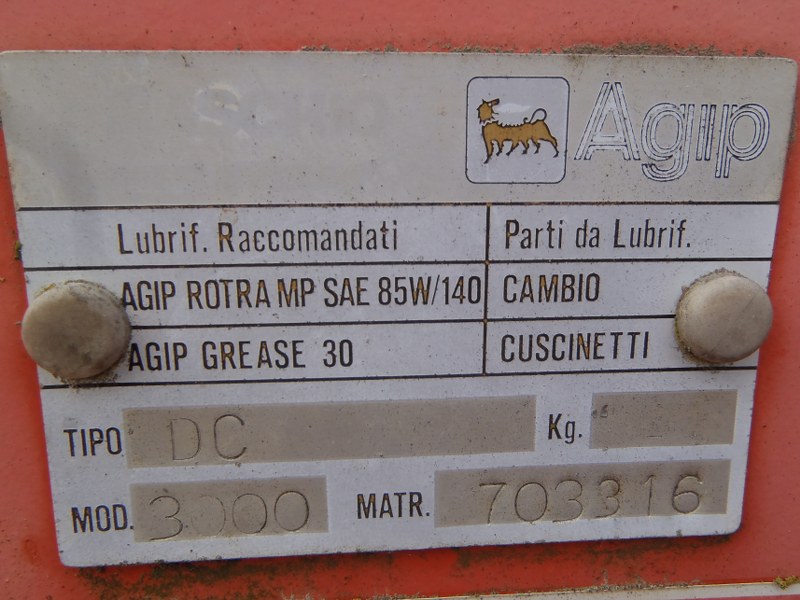 Agip
Lubrif. Raccomandati Parti da Lubrif.
AGIP ROTRA MP SAE 85W/140 CAMBIO
AGIP GREASE 30 CUSCINETTI
TIPO DC Kg.
MOD. 3000 MATR. 703316